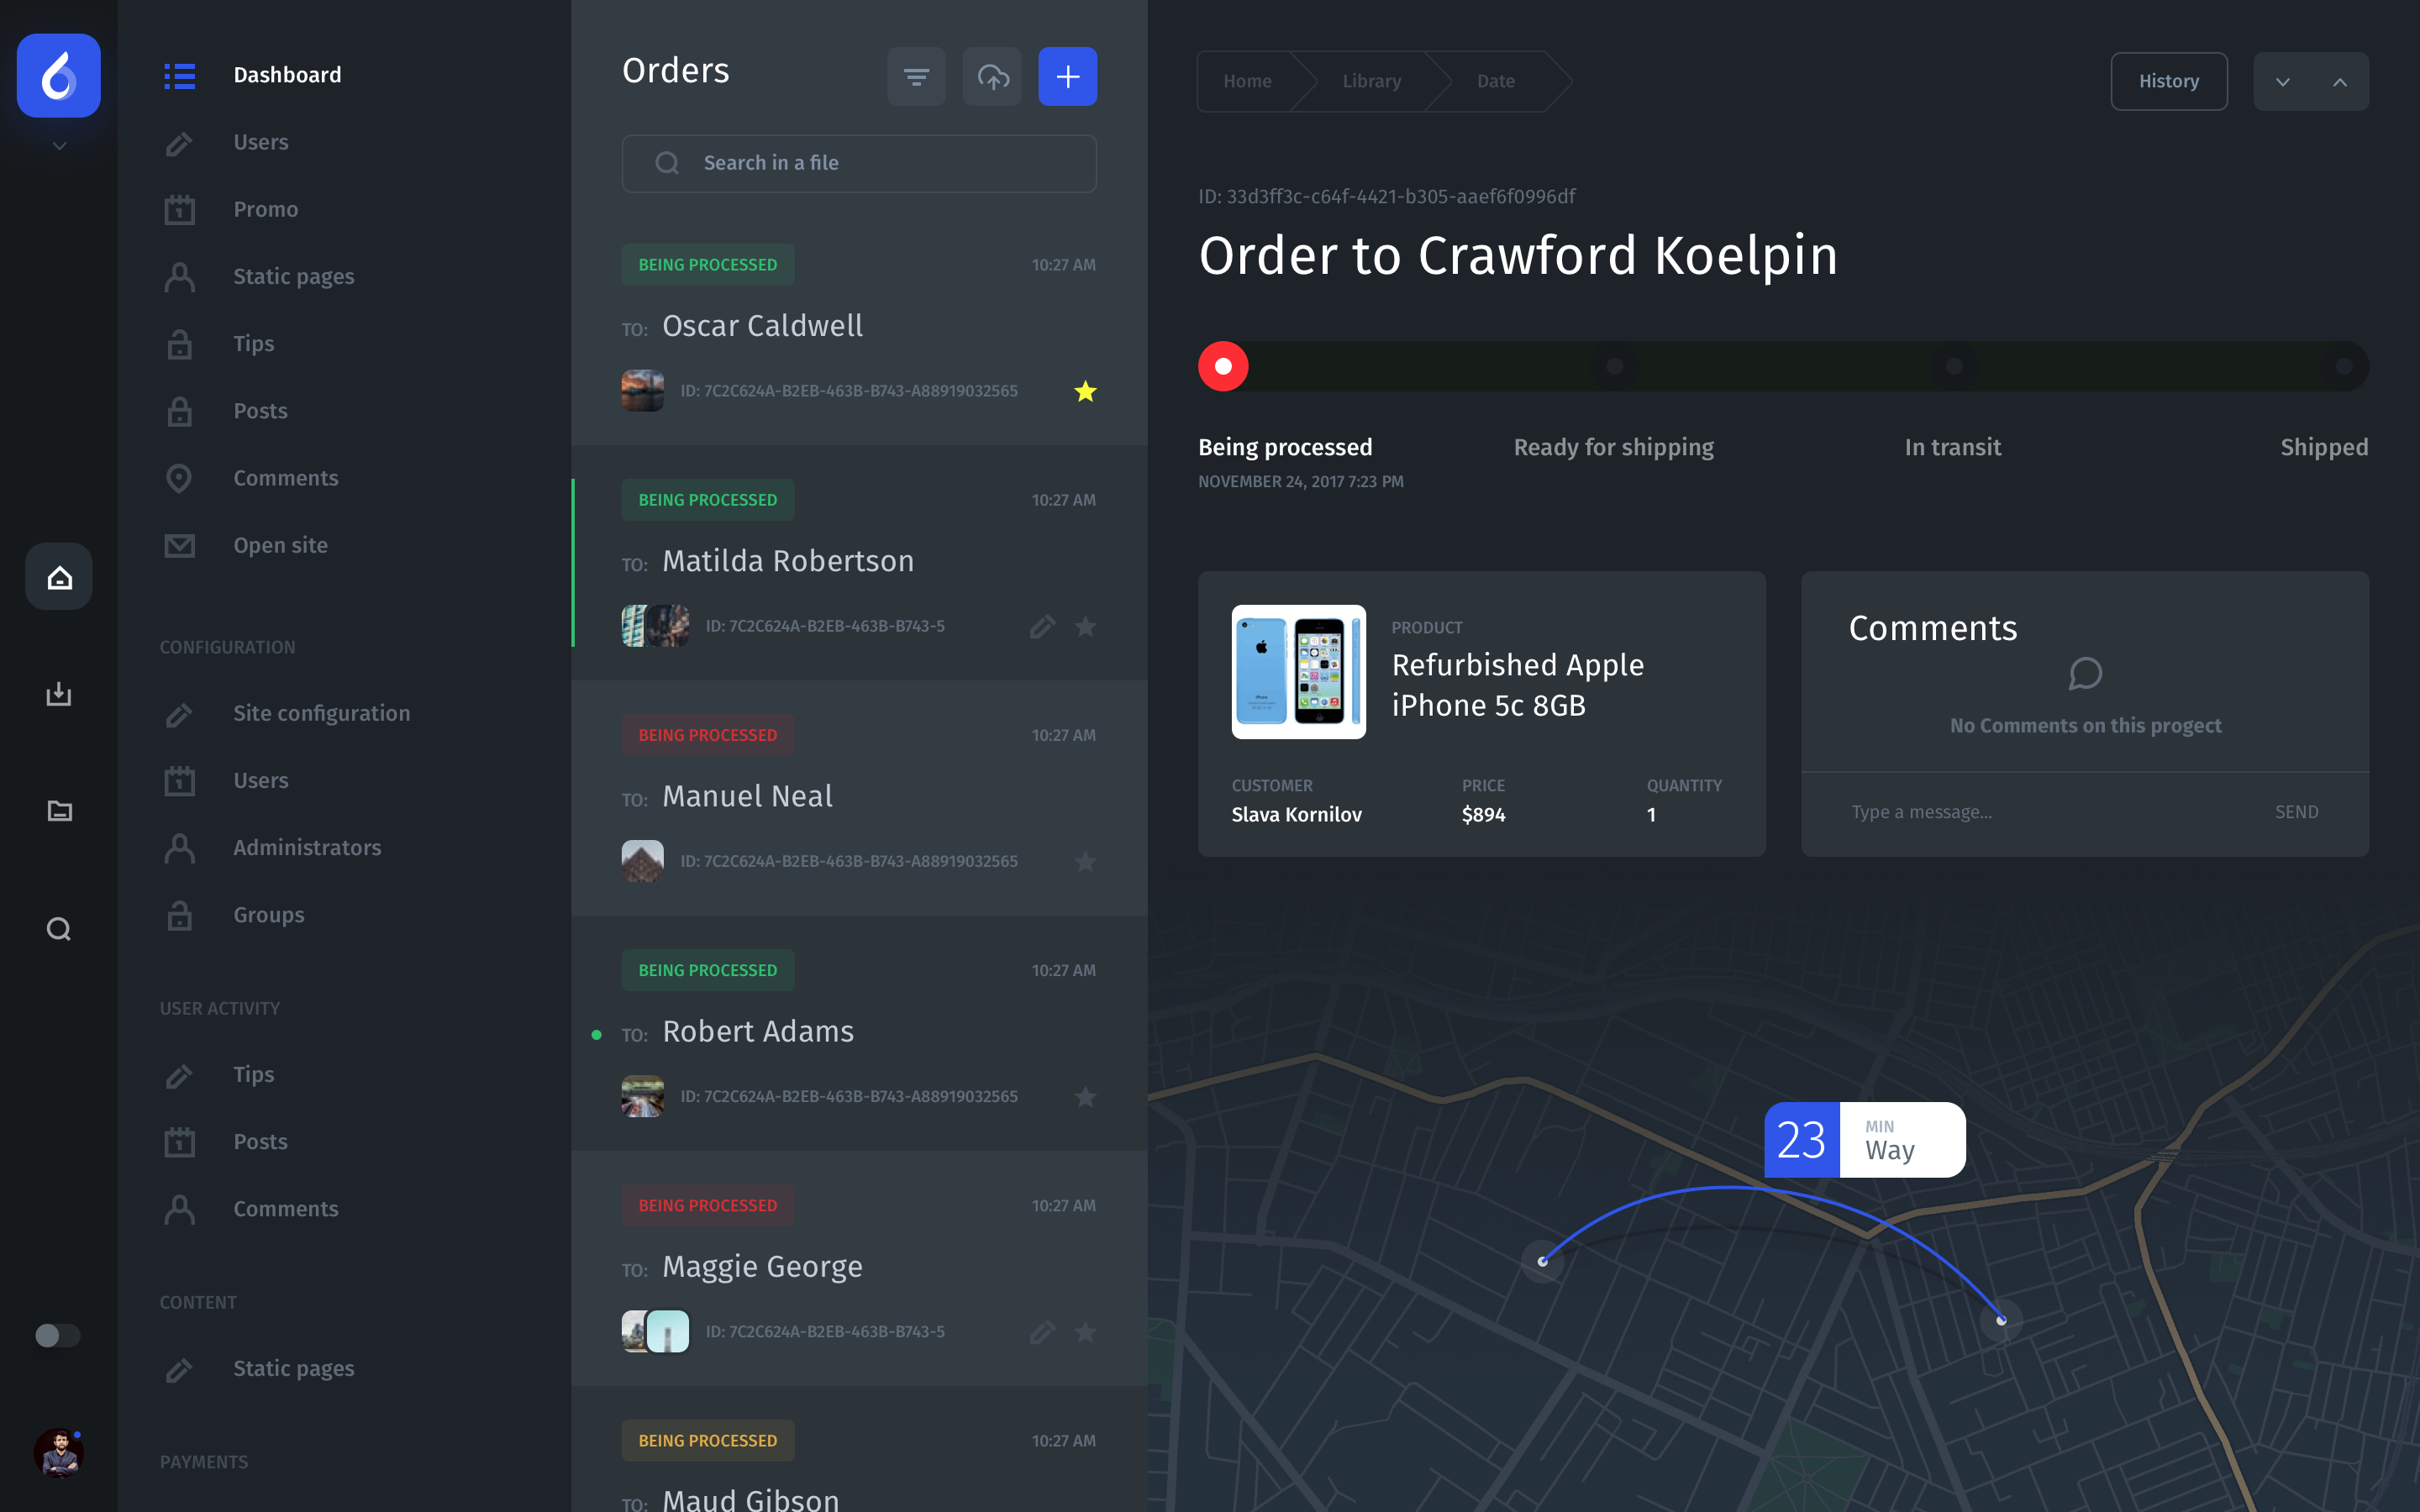 Dashboard
Users
Promo
Static pages
Tips
Posts
Comments
Open site
CONFIGURATION
Site configuration
Users
Administrators
Groups
USER ACTIVITY
Tips
Posts
Comments
CONTENT
Static pages
PAYMENTS
Orders
Search in a file
BEING PROCESSED 10:27 AM
TO: Oscar Caldwell
ID: 7C2C624A-B2EB-463B-B743-A88919032565
BEING PROCESSED 10:27 AM
TO: Matilda Robertson
ID: 7C2C624A-B2EB-463B-B743-5
BEING PROCESSED 10:27 AM
TO: Manuel Neal
ID: 7C2C624A-B2EB-463B-B743-A88919032565
BEING PROCESSED 10:27 AM
TO: Robert Adams
ID: 7C2C624A-B2EB-463B-B743-A88919032565
BEING PROCESSED 10:27 AM
TO: Maggie George
ID: 7C2C624A-B2EB-463B-B743-5
BEING PROCESSED 10:27 AM
TO: Maud Gibson
Home Library Date
History
ID: 33d3ff3c-c64f-4421-b305-aaef6f0996df
Order to Crawford Koelpin
Being processed Ready for shipping In transit Shipped
NOVEMBER 24, 2017 7:23 PM
PRODUCT
Refurbished Apple
iPhone 5c 8GB
CUSTOMER PRICE QUANTITY
Slava Kornilov $894 1
Comments
No Comments on this progect
Type a message... SEND
23 MIN
Way